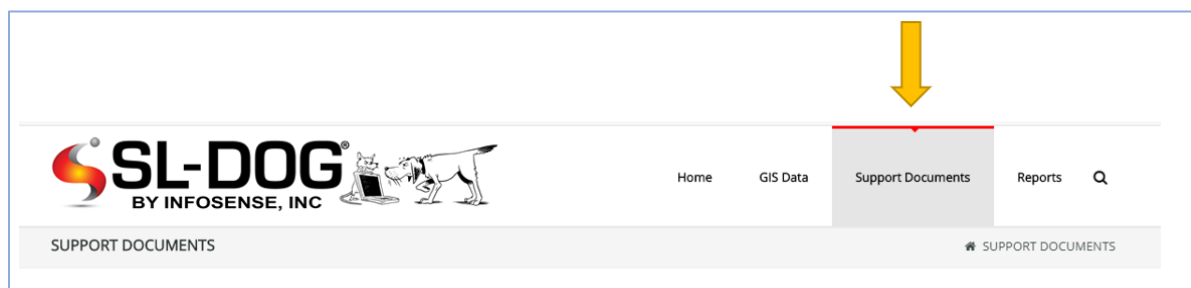 SL-DOG®
BY INFOSENSE, INC
Home GIS Data Support Documents Reports
SUPPORT DOCUMENTS
SUPPORT DOCUMENTS